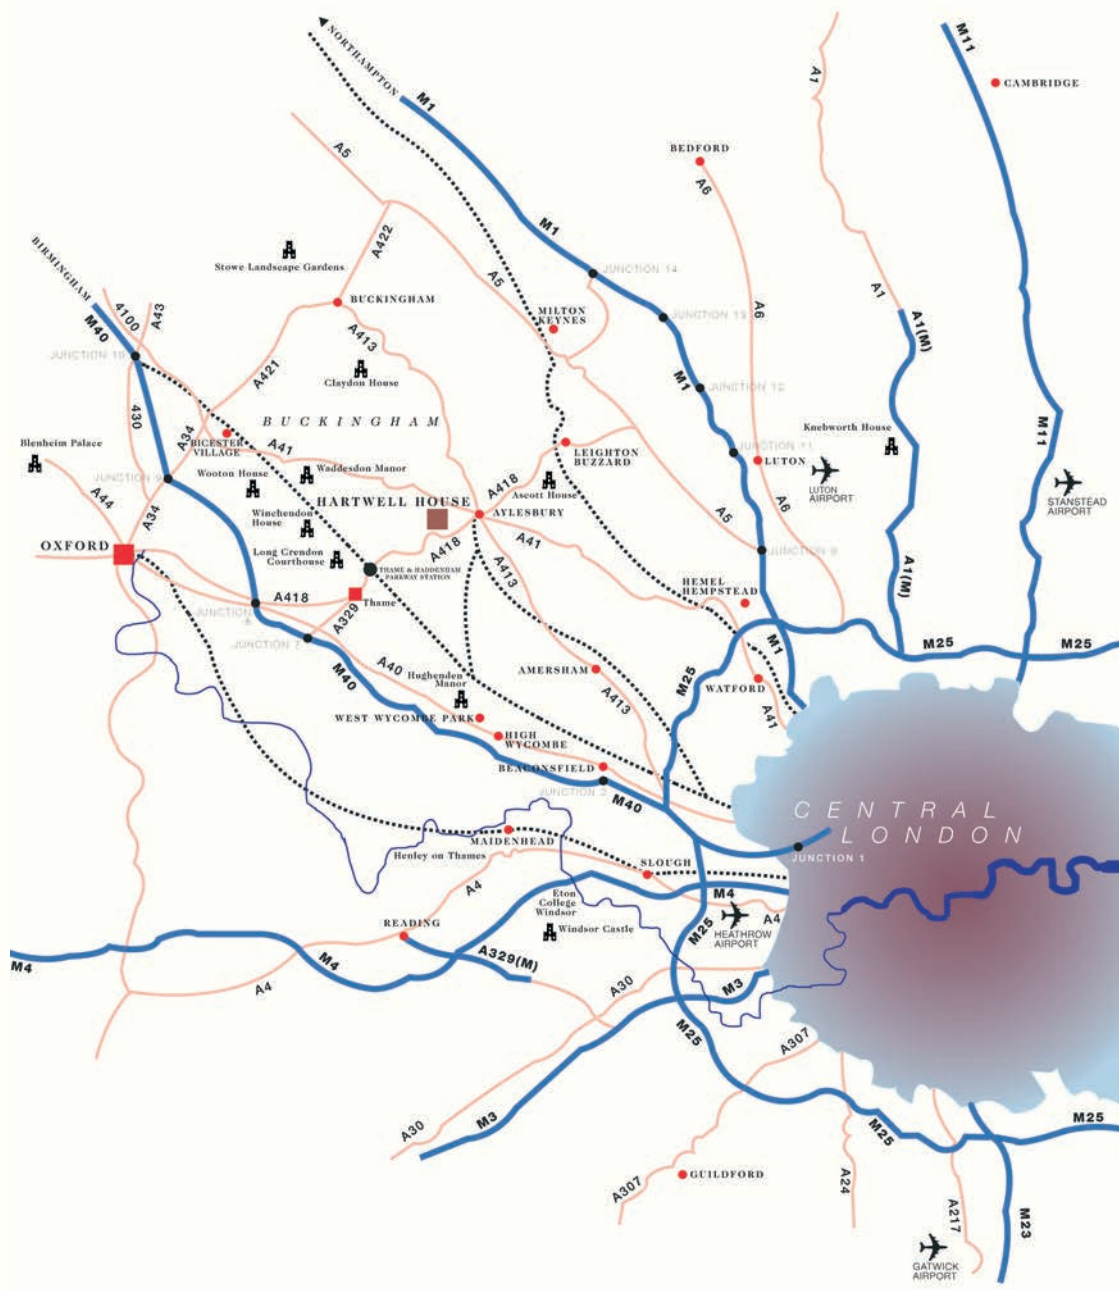 NORTHAMPTON
M1
M11
A1
CAMBRIDGE
A5
BEDFORD
A6
BIRMINGHAM
A422
M1
Stowe Landscape Gardens
A5
JUNCTION 14
A1
4100
A43
BUCKINGHAM
MILTON
KEYNES
A6
JUNCTION 13
A1(M)
M40
JUNCTION 10
A413
A421
Claydon House
M1
JUNCTION 12
430
A34
BUCKINGHAM
Knebworth House
M11
BICESTER
VILLAGE
A41
JUNCTION 11
Blenheim Palace
LEIGHTON
BUZZARD
LUTON
Wooton House
Waddesdon Manor
JUNCTION 9
A418
Ascott House
LUTON
AIRPORT
STANSTEAD
AIRPORT
A44
A34
HARTWELL HOUSE
Winchendon
House
AYLESBURY
A5
A6
OXFORD
A418
A41
JUNCTION 8
Long Crendon
Courthouse
THAME & HADDENHAM
PARKWAY STATION
A413
HEMEL
HEMPSTEAD
A1(M)
A418
Thame
JUNCTION
A329
JUNCTION 7
M1
M25
M25
M40
A40
Hughenden
Manor
AMERSHAM
M25
WATFORD
A413
A41
WEST WYCOMBE PARK
HIGH
WYCOMBE
BEACONSFIELD
JUNCTION 2
M40
CENTRAL
LONDON
MAIDENHEAD
Henley on Thames
SLOUGH
JUNCTION 1
A4
M4
Eton
College
Windsor
A4
READING
Windsor Castle
M25
HEATHROW
AIRPORT
M4
M4
A329(M)
A4
A30
M3
M25
A307
A30
M3
M25
M25
GUILDFORD
A307
A24
A217
M23
GATWICK
AIRPORT